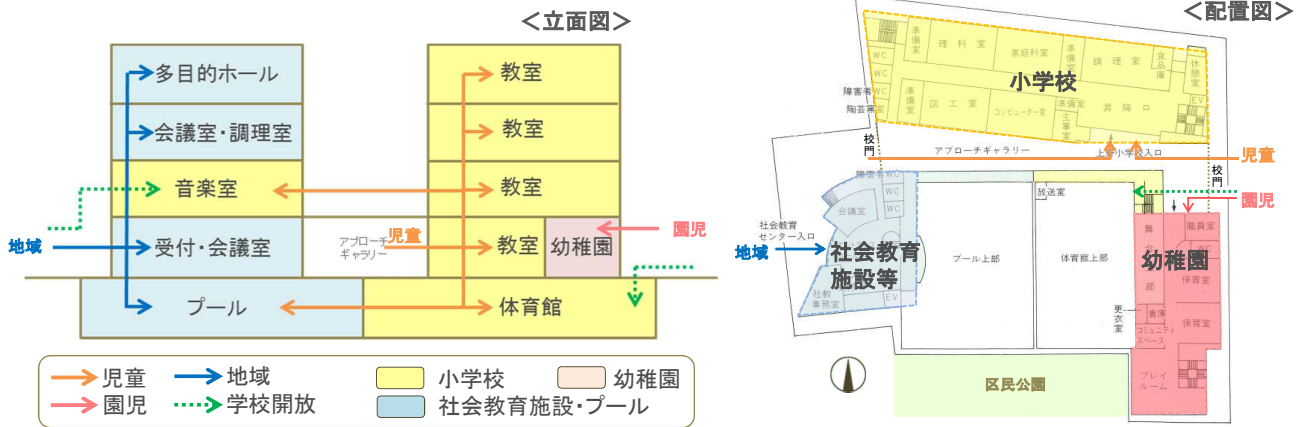 <立面図>
多目的ホール
会議室・調理室
音楽室
地域
受付・会議室
プール
アプローチ
ギャラリー
児童
教室
教室
教室
教室
幼稚園
園児
体育館
児童
地域
園児
学校開放
小学校
幼稚園
社会教育施設・プール
<配置図>
準備室
理科室
家庭科室
準備室
調理室
食品庫
休憩室
WC
WC
WC
小学校
障害者
陶芸窯室
準備室
図工室
コンピューター室
準備室
主事室
昇降口
EV
校門
アプローチギャラリー
上野小学校入口
児童
校門
園児
障害者
WC
WC
WC
会議室
放送室
社会教育
センター入口
地域
社会教育
施設等
社教
事務室
EV
プール上部
体育館上部
舞台
部
職員室
WC
幼稚園
保育室
保育室
更衣室
倉庫
コミュニティ
スペース
プレイ
ルーム
区民公園